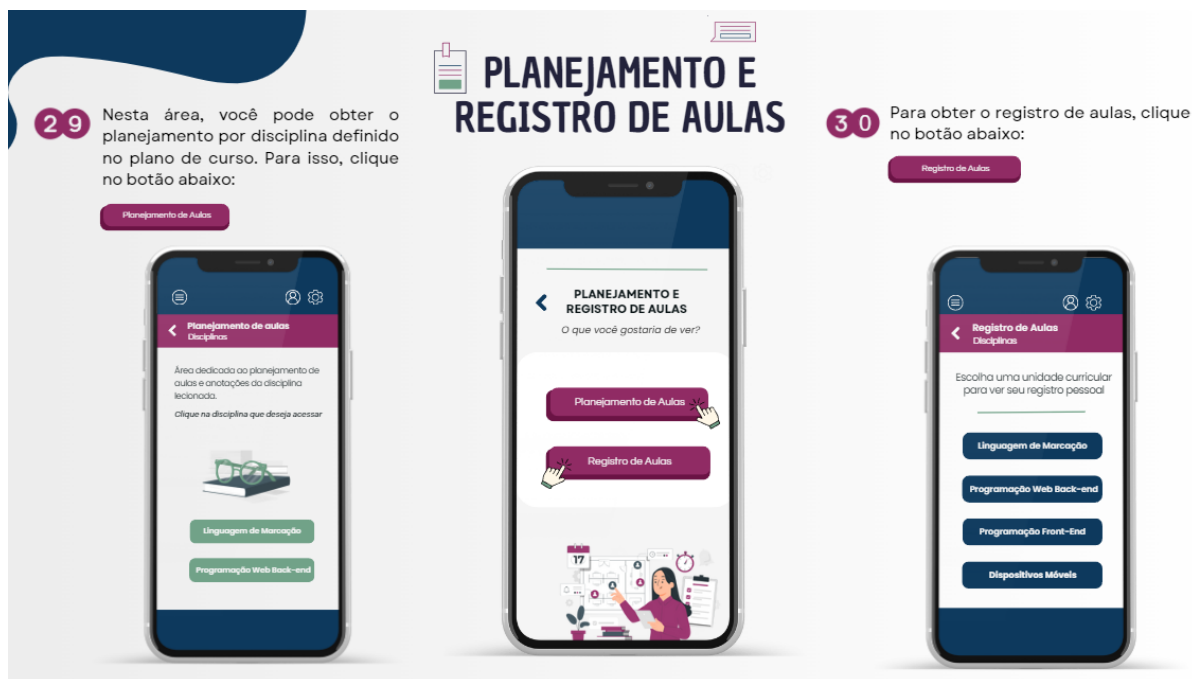 PLANEJAMENTO E
REGISTRO DE AULAS
29
Nesta área, você pode obter o
planejamento por disciplina definido
no plano de curso. Para isso, clique
no botão abaixo:
Planejamento de Aulas
Planejamento de aulas
Disciplinas
Área dedicada ao planejamento de
aulas e anotações da disciplina
lecionada.
Clique na disciplina que deseja acessar
Linguagem de Marcação
Programação Web Back-end
PLANEJAMENTO E
REGISTRO DE AULAS
O que você gostaria de ver?
Planejamento de Aulas
Registro de Aulas
17
30
Para obter o registro de aulas, clique
no botão abaixo:
Registro de Aulas
Registro de Aulas
Disciplinas
Escolha uma unidade curricular
para ver seu registro pessoal
Linguagem de Marcação
Programação Web Back-end
Programação Front-End
Dispositivos Móveis